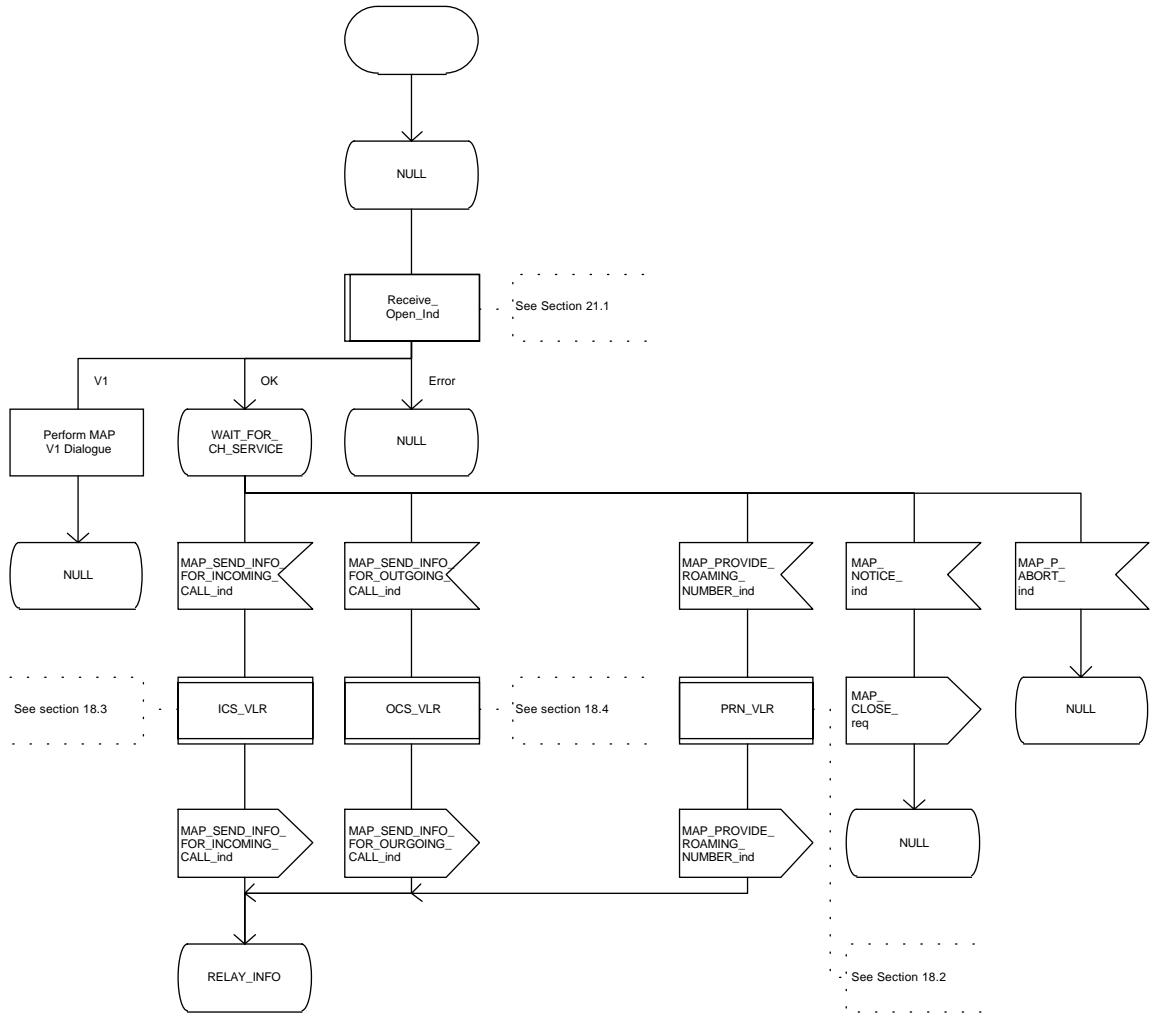 NULL
Receive_
Open_Ind
See Section 21.1
V1
OK
Error
Perform MAP
V1 Dialogue
WAIT_FOR_
CH_SERVICE
NULL
NULL
MAP_SEND_INFO_
FOR_INCOMING_
CALL_ind
MAP_SEND_INFO_
FOR_OUTGOING_
CALL_ind
MAP_PROVIDE_
ROAMING_
NUMBER_ind
MAP_
NOTICE_
ind
MAP_P_
ABORT_
ind
See section 18.3
ICS_VLR
OCS_VLR
See section 18.4
PRN_VLR
MAP_
CLOSE_
req
NULL
MAP_SEND_INFO_
FOR_INCOMING_
CALL_ind
MAP_SEND_INFO_
FOR_OURGOING_
CALL_ind
MAP_PROVIDE_
ROAMING_
NUMBER_ind
NULL
RELAY_INFO
See Section 18.2